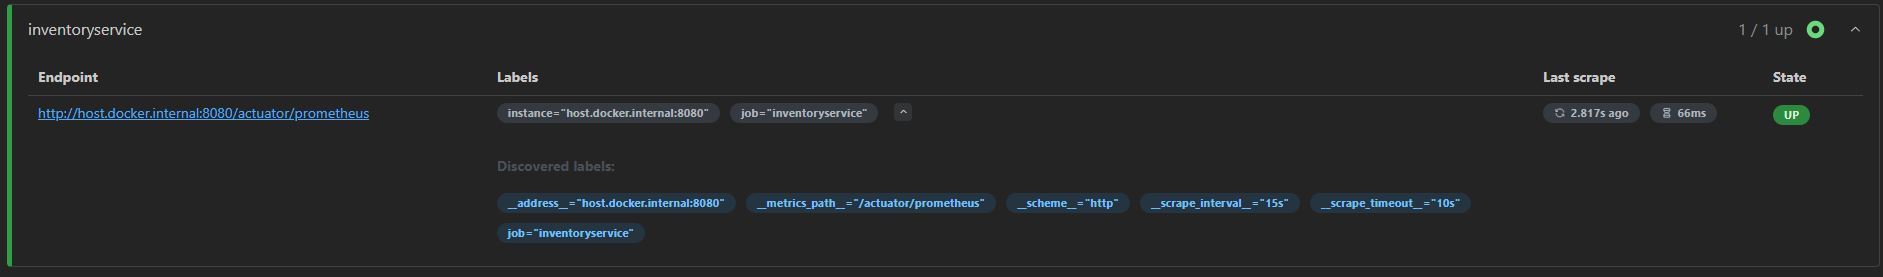 inventoryservice 1 / 1 up
Endpoint Labels Last scrape State
http://host.docker.internal:8080/actuator/prometheus instance="host.docker.internal:8080" job="inventoryservice" 2.817s ago 66ms UP
Discovered labels:
__address__="host.docker.internal:8080" __metrics_path__="/actuator/prometheus" __scheme__="http" __scrape_interval__="15s" __scrape_timeout__="10s"
job="inventoryservice"